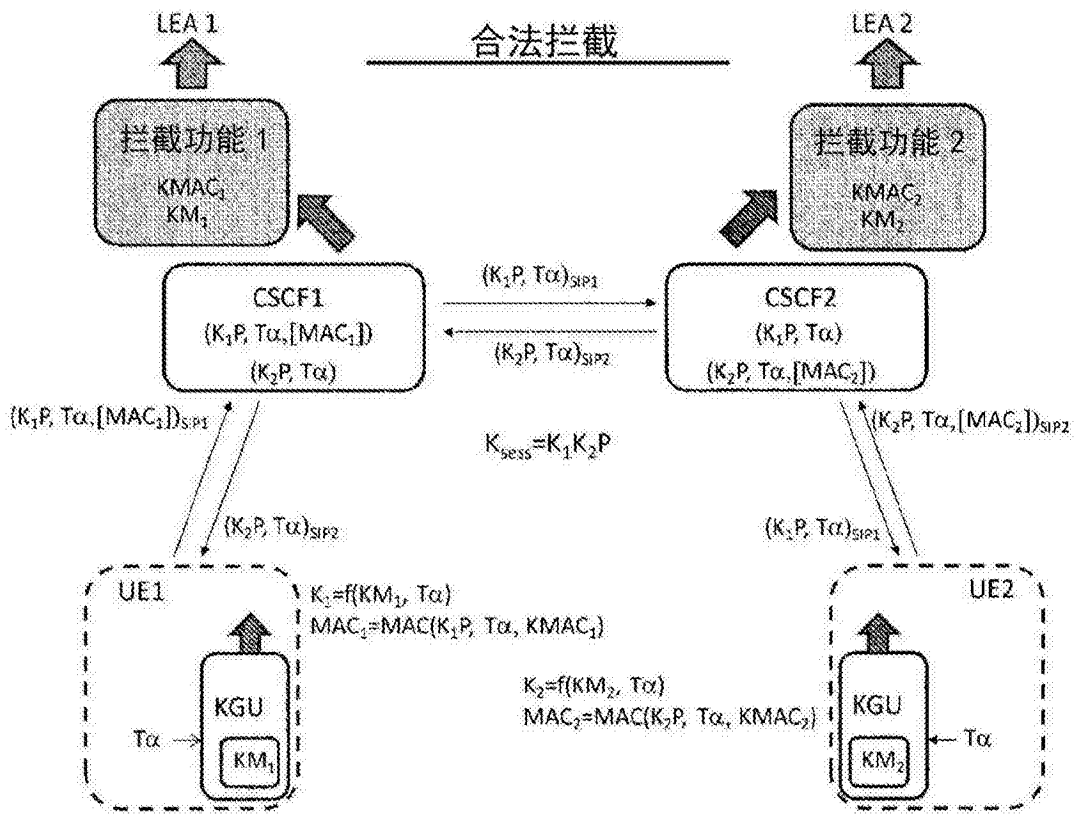 LEA 1
合法拦截
LEA 2
拦截功能 1
KMAC₁
KM₁
拦截功能 2
KMAC₂
KM₂
CSCF1
(K₁P, Tα,[MAC₁])
(K₂P, Tα)
(K₁P, Tα)SIP1
(K₂P, Tα)SIP2
CSCF2
(K₁P, Tα)
(K₂P, Tα,[MAC₂])
(K₁P, Tα,[MAC₁])SIP1
(K₂P, Tα,[MAC₂])SIP2
Ksess=K₁K₂P
(K₂P, Tα)SIP2
(K₁P, Tα)SIP1
UE1
K₁=f(KM₁, Tα)
MAC₁=MAC(K₁P, Tα, KMAC₁)
KGU
Tα
KM₁
UE2
K₂=f(KM₂, Tα)
MAC₂=MAC(K₂P, Tα, KMAC₂)
KGU
Tα
KM₂